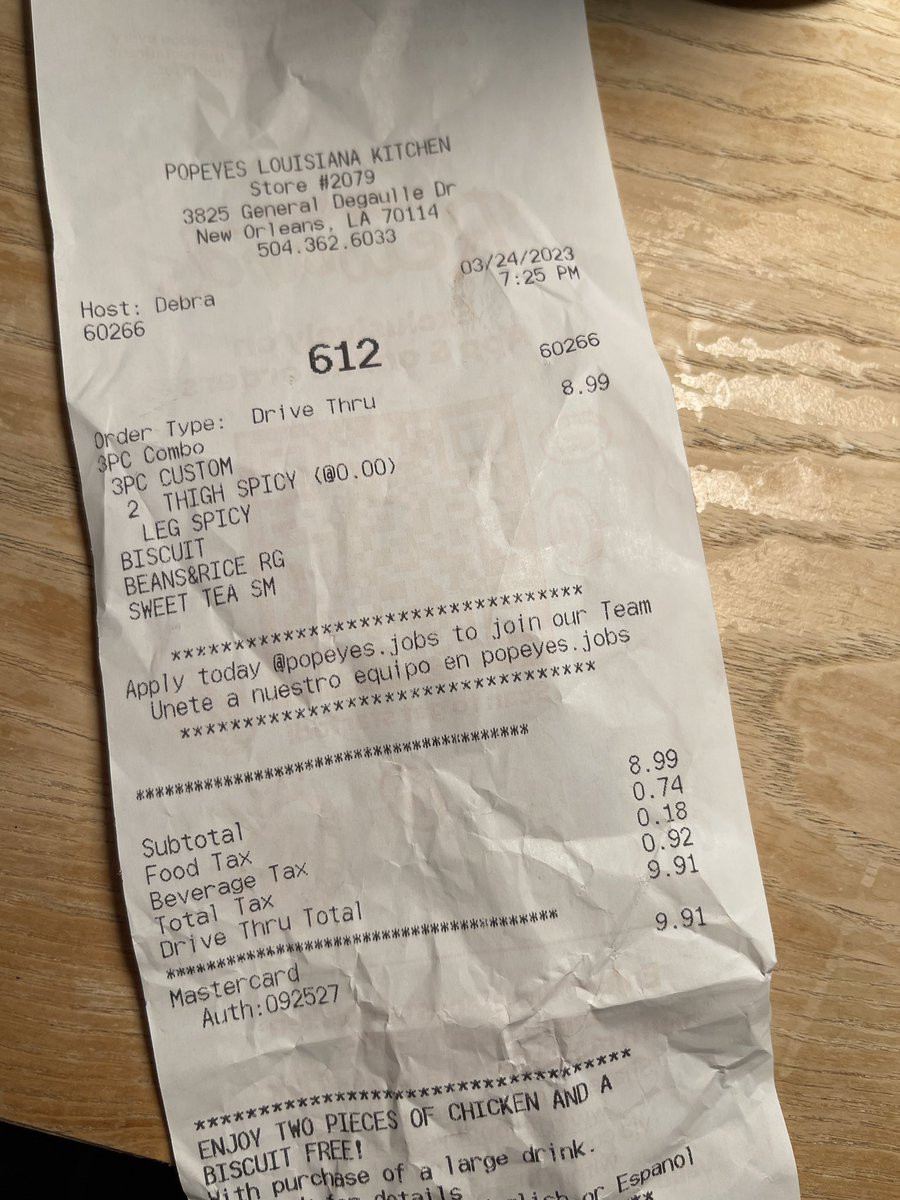 POPEYES LOUISIANA KITCHEN
Store #2079
3825 General Degaulle Dr
New Orleans, LA 70114
504.362.6033
03/24/2023
7:25 PM
Host: Debra
60266
612
60266
Order Type: Drive Thru
3PC Combo 8.99
3PC CUSTOM
2 THIGH SPICY (@0.00)
LEG SPICY
BISCUIT
BEANS&RICE RG
SWEET TEA SM
*********************************
Apply today @popeyes.jobs to join our Team
Unete a nuestro equipo en popeyes.jobs
*********************************
***************************************
Subtotal 8.99
Food Tax 0.74
Beverage Tax 0.18
Total Tax 0.92
Drive Thru Total 9.91
***************************************
Mastercard 9.91
Auth:092527
**********************************
ENJOY TWO PIECES OF CHICKEN AND A
BISCUIT FREE!
With purchase of a large drink.
for details
or Espanol
**